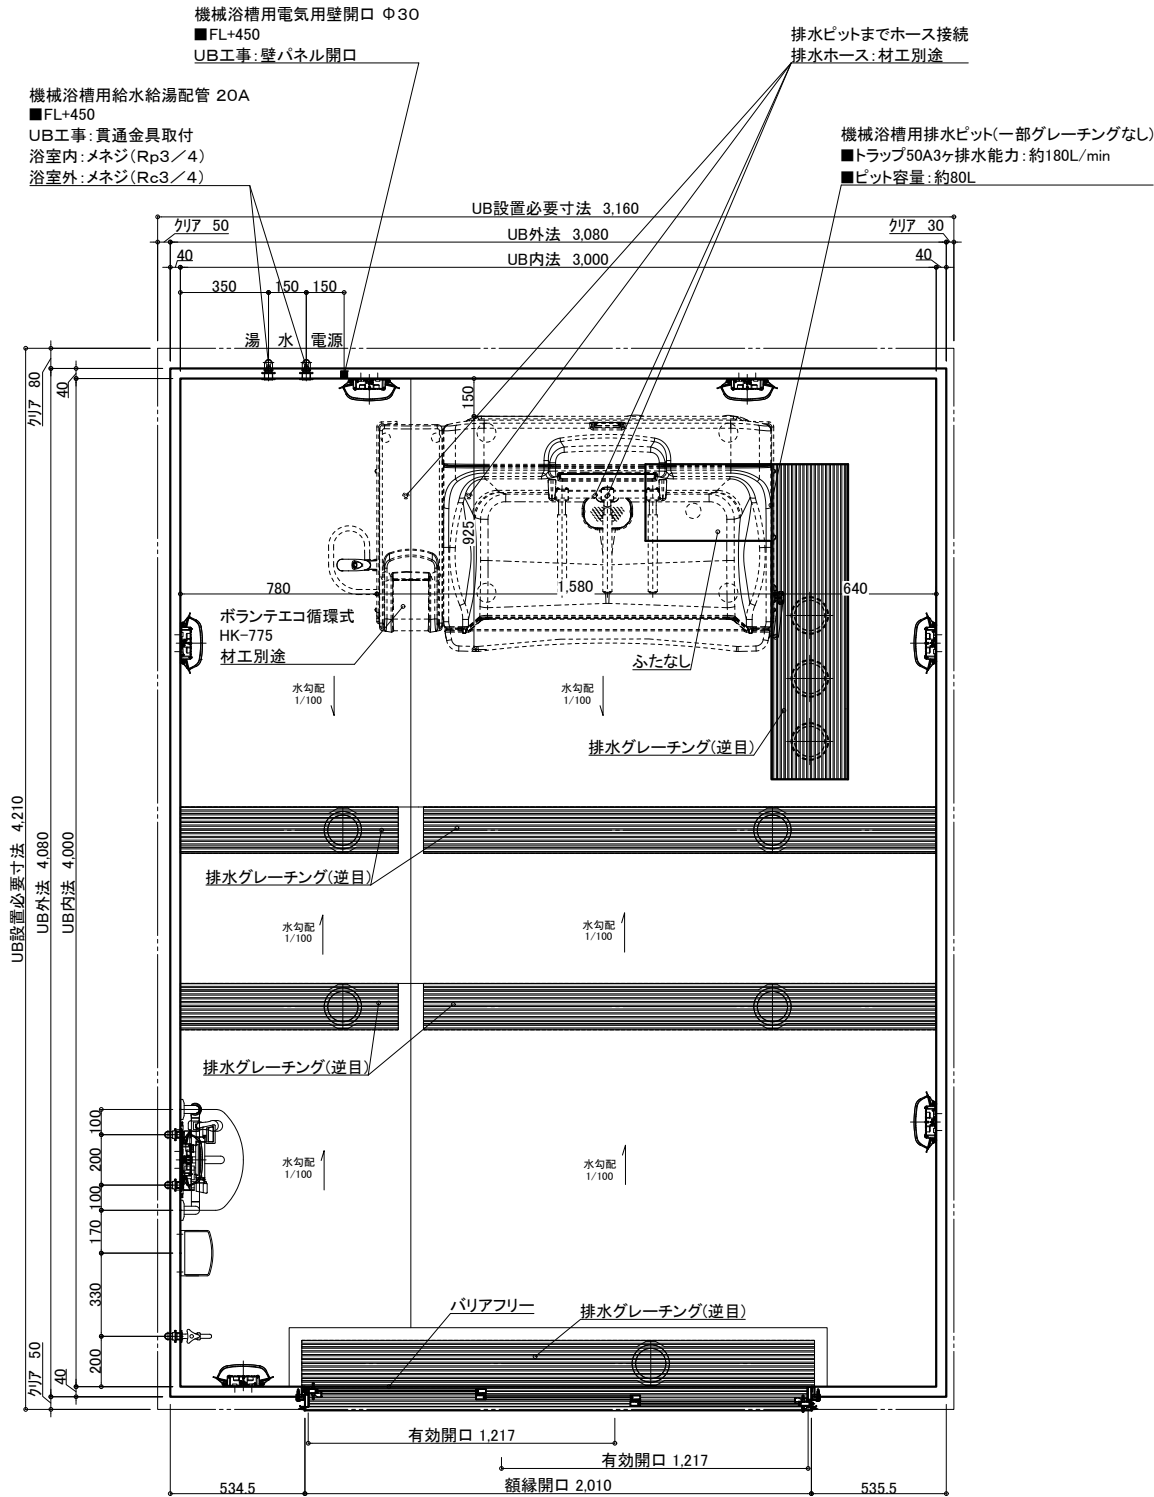 機械浴槽用電気用壁開口 Φ30
■FL+450
UB工事:壁パネル開口
排水ピットまでホース接続
排水ホース:材工別途
機械浴槽用給水給湯配管 20A
■FL+450
UB工事:貫通金具取付
浴室内:メネジ(Rp3/4)
浴室外:メネジ(Rc3/4)
機械浴槽用排水ピット(一部グレーチングなし)
■トラップ50A3ヶ排水能力:約180L/min
■ピット容量:約80L
UB設置必要寸法 3,160
クリア 50
UB外法 3,080
クリア 30
40
UB内法 3,000
40
350
150
150
湯 水 電源
クリア 80
40
150
925
780
1,580
640
ボランテエコ循環式
HK-775
材工別途
ふたなし
水勾配
1/100
水勾配
1/100
排水グレーチング(逆目)
UB設置必要寸法 4,210
UB外法 4,080
UB内法 4,000
排水グレーチング(逆目)
水勾配
1/100
水勾配
1/100
排水グレーチング(逆目)
100
200
100
170
330
200
水勾配
1/100
水勾配
1/100
バリアフリー
排水グレーチング(逆目)
クリア 50
40
有効開口 1,217
有効開口 1,217
534.5
額縁開口 2,010
535.5